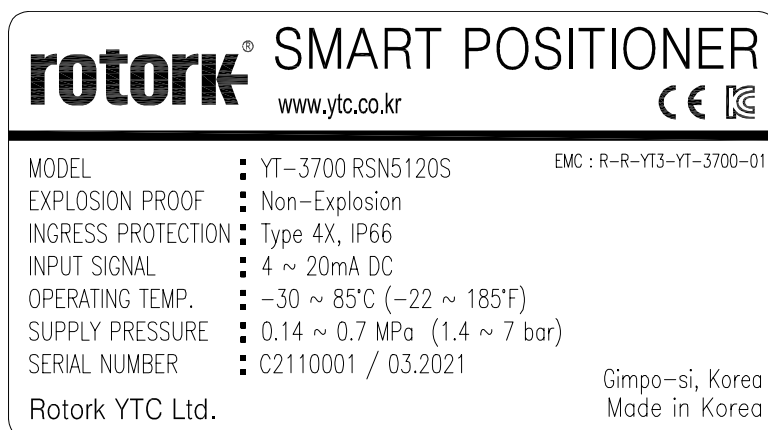 rotork® SMART POSITIONER
www.ytc.co.kr
CE KC
EMC : R-R-YT3-YT-3700-01
MODEL : YT-3700 RSN5120S
EXPLOSION PROOF : Non-Explosion
INGRESS PROTECTION : Type 4X, IP66
INPUT SIGNAL : 4 ~ 20mA DC
OPERATING TEMP. : -30 ~ 85°C (-22 ~ 185°F)
SUPPLY PRESSURE : 0.14 ~ 0.7 MPa (1.4 ~ 7 bar)
SERIAL NUMBER : C2110001 / 03.2021
Rotork YTC Ltd.
Gimpo-si, Korea
Made in Korea